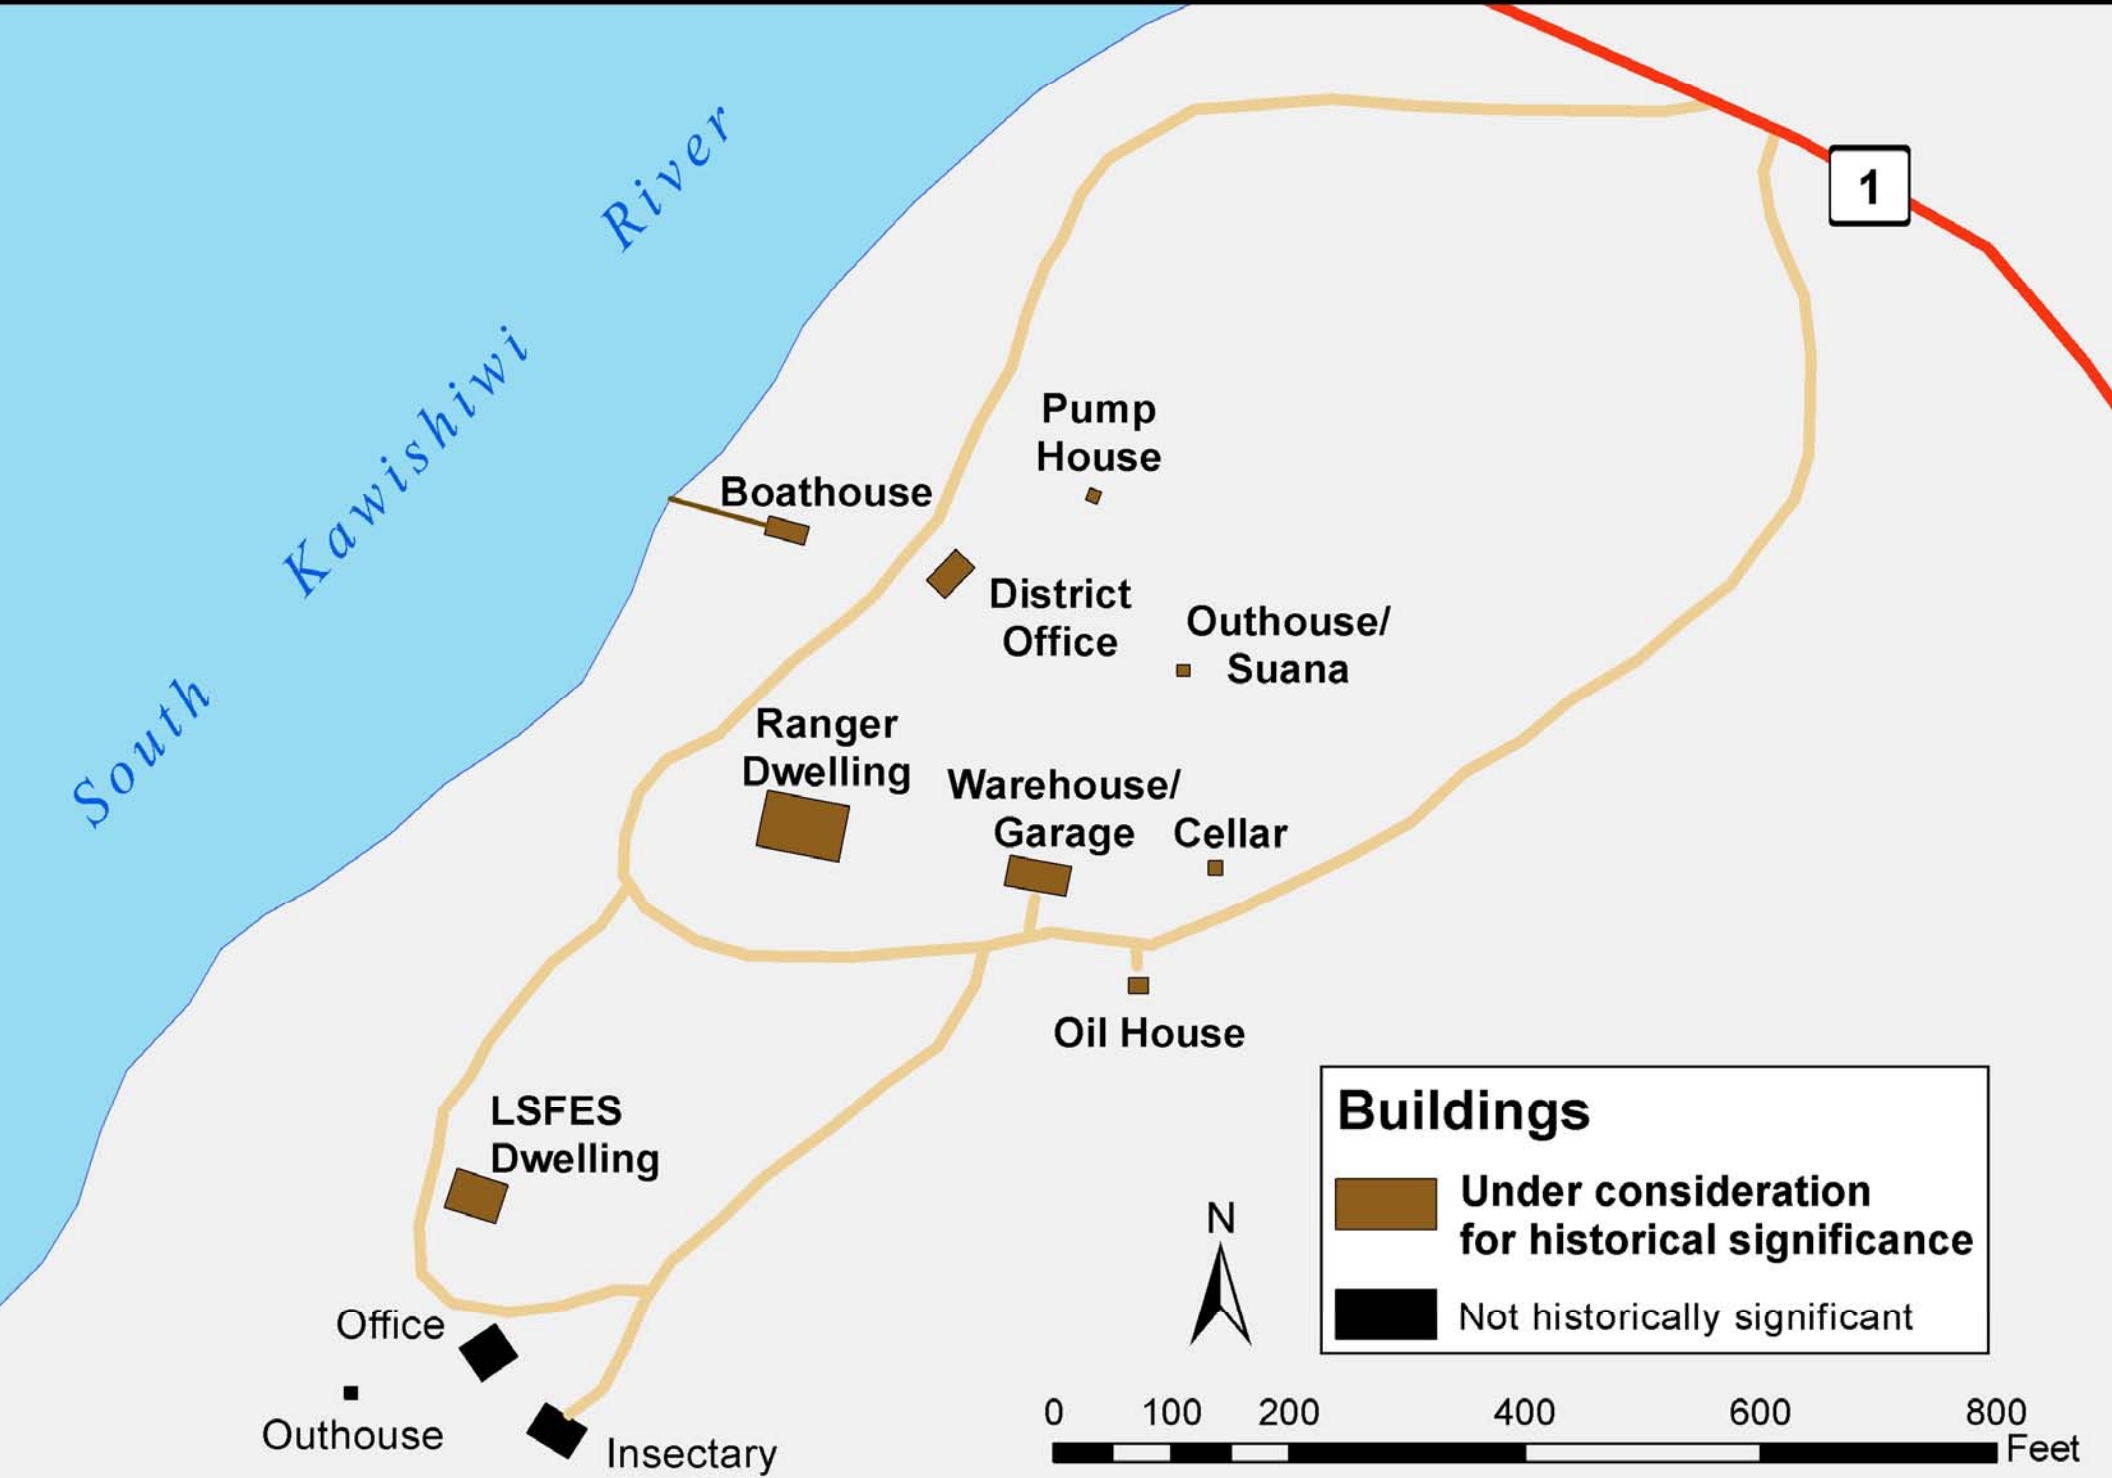 South Kawishiwi River
1
Pump
House
Boathouse
District
Office
Outhouse/
Suana
Ranger
Dwelling
Warehouse/
Garage
Cellar
Oil House
LSFES
Dwelling
Office
Outhouse
Insectary
Buildings
Under consideration
for historical significance
Not historically significant
N
0 100 200 400 600 800
Feet